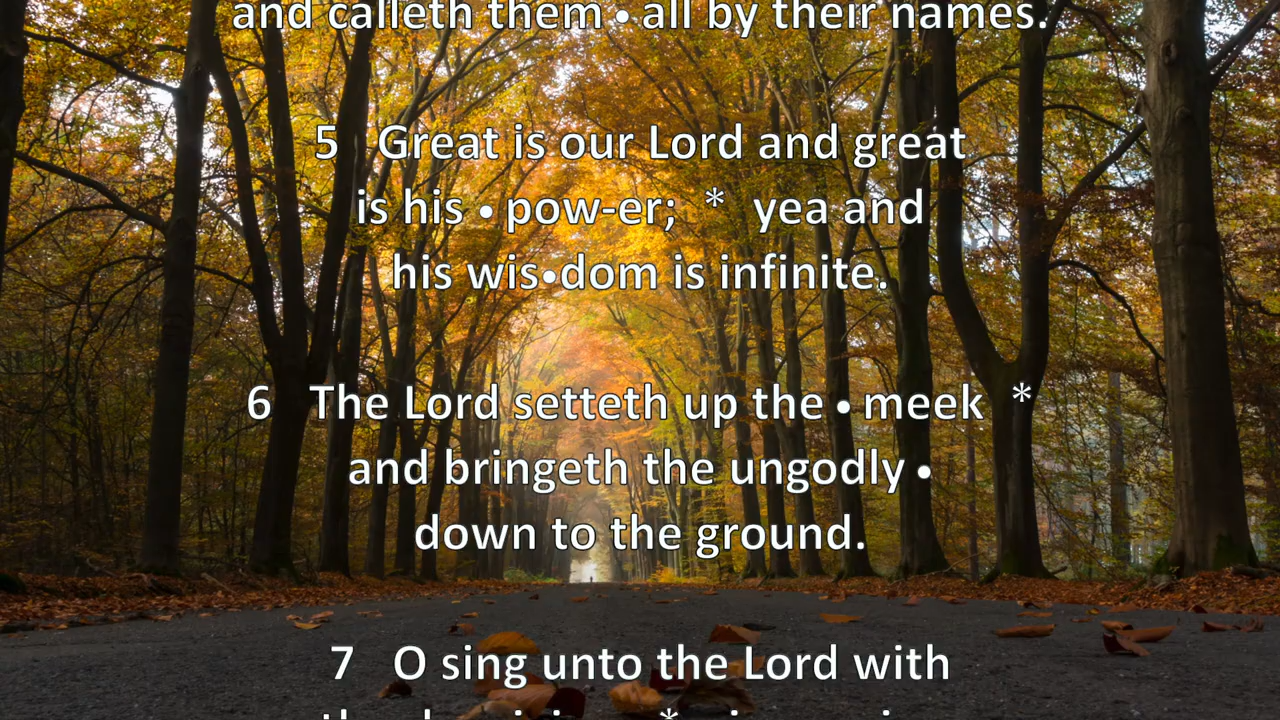 and calleth them • all by their names.
5 Great is our Lord and great
is his • pow-er; * yea and
his wis•dom is infinite.
6 The Lord setteth up the • meek *
and bringeth the ungodly •
down to the ground.
7 O sing unto the Lord with